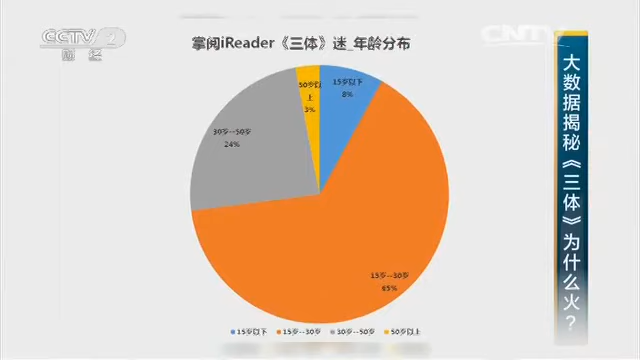 CCTV 2
财经
CNTV
掌阅iReader《三体》迷_年龄分布
50岁以
上
3%
15岁以下
8%
30岁--50岁
24%
15岁--30岁
65%
15岁以下 15岁--30岁 30岁--50岁 50岁以上
大数据揭秘《三体》为什么火？